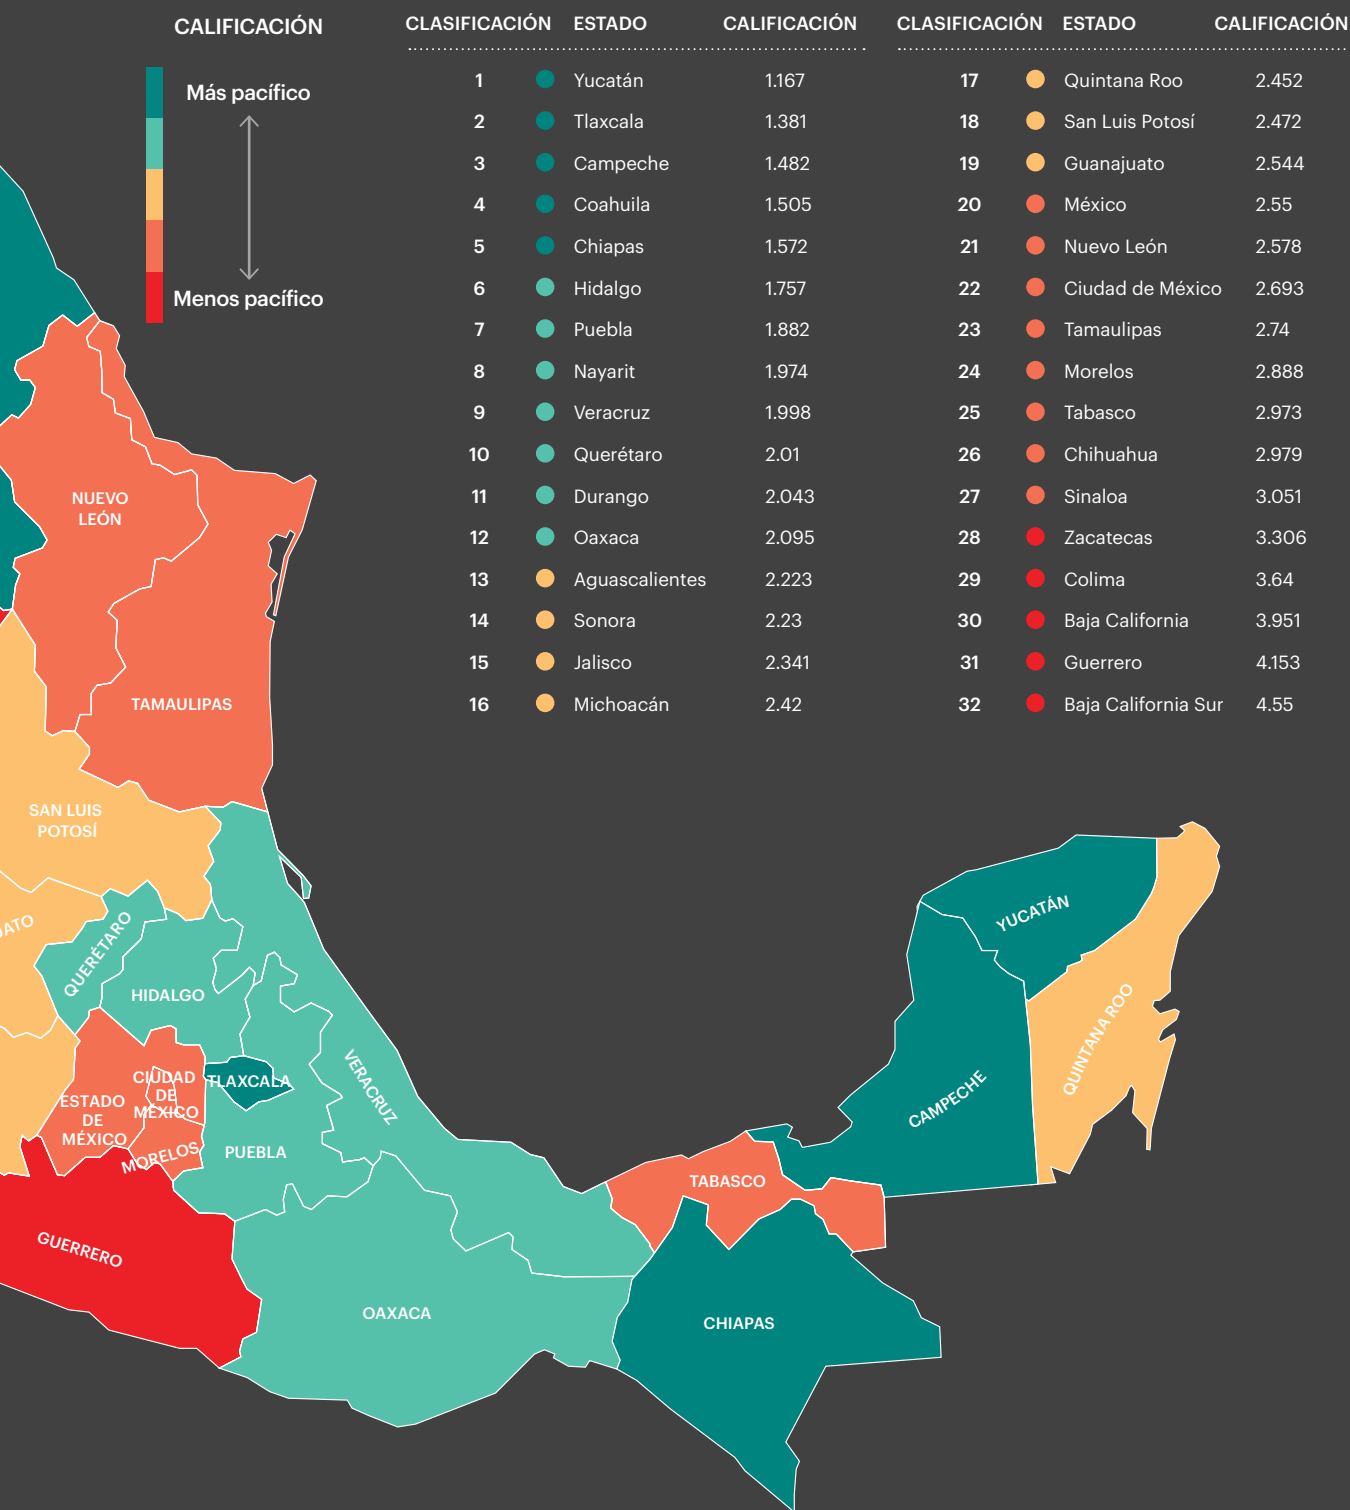 CALIFICACIÓN
Más pacífico
Menos pacífico
CLASIFICACIÓN ESTADO CALIFICACIÓN
1 Yucatán 1.167
2 Tlaxcala 1.381
3 Campeche 1.482
4 Coahuila 1.505
5 Chiapas 1.572
6 Hidalgo 1.757
7 Puebla 1.882
8 Nayarit 1.974
9 Veracruz 1.998
10 Querétaro 2.01
11 Durango 2.043
12 Oaxaca 2.095
13 Aguascalientes 2.223
14 Sonora 2.23
15 Jalisco 2.341
16 Michoacán 2.42
CLASIFICACIÓN ESTADO CALIFICACIÓN
17 Quintana Roo 2.452
18 San Luis Potosí 2.472
19 Guanajuato 2.544
20 México 2.55
21 Nuevo León 2.578
22 Ciudad de México 2.693
23 Tamaulipas 2.74
24 Morelos 2.888
25 Tabasco 2.973
26 Chihuahua 2.979
27 Sinaloa 3.051
28 Zacatecas 3.306
29 Colima 3.64
30 Baja California 3.951
31 Guerrero 4.153
32 Baja California Sur 4.55
NUEVO
LEÓN
TAMAULIPAS
SAN LUIS
POTOSÍ
UATO
QUERÉTARO
HIDALGO
VERACRUZ
TLAXCALA
CIUDAD
DE
MÉXICO
ESTADO
DE
MÉXICO
MORELOS
PUEBLA
GUERRERO
OAXACA
TABASCO
CHIAPAS
CAMPECHE
YUCATÁN
QUINTANA ROO